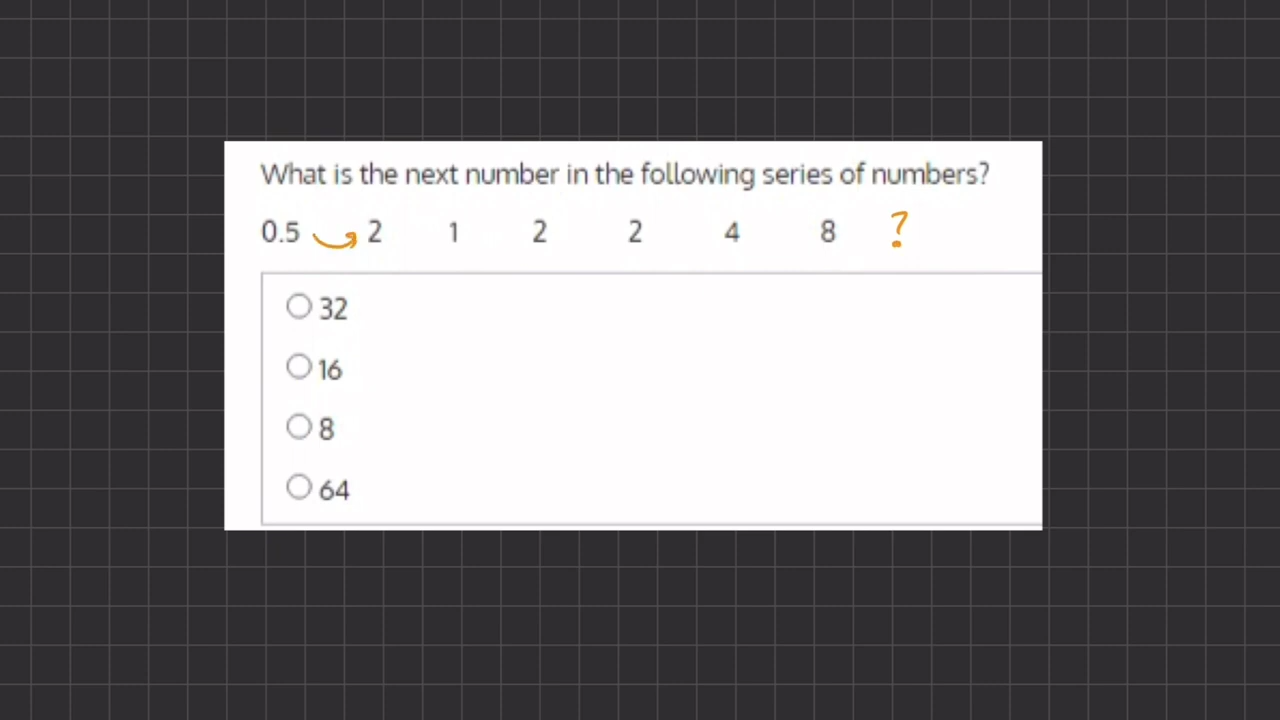 What is the next number in the following series of numbers?
0.5 2 1 2 2 4 8 ?
32
16
8
64